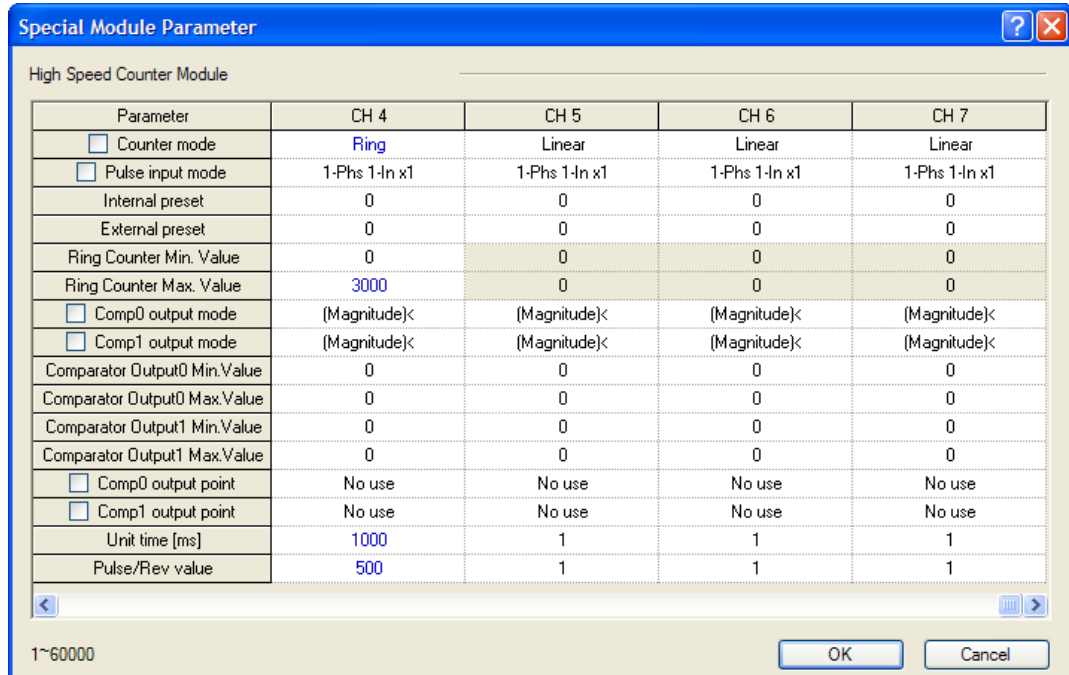 Special Module Parameter
High Speed Counter Module
Parameter CH 4 CH 5 CH 6 CH 7
Counter mode Ring Linear Linear Linear
Pulse input mode 1-Phs 1-In x1 1-Phs 1-In x1 1-Phs 1-In x1 1-Phs 1-In x1
Internal preset 0 0 0 0
External preset 0 0 0 0
Ring Counter Min. Value 0 0 0 0
Ring Counter Max. Value 3000 0 0 0
Comp0 output mode (Magnitude)< (Magnitude)< (Magnitude)< (Magnitude)<
Comp1 output mode (Magnitude)< (Magnitude)< (Magnitude)< (Magnitude)<
Comparator Output0 Min.Value 0 0 0 0
Comparator Output0 Max.Value 0 0 0 0
Comparator Output1 Min.Value 0 0 0 0
Comparator Output1 Max.Value 0 0 0 0
Comp0 output point No use No use No use No use
Comp1 output point No use No use No use No use
Unit time [ms] 1000 1 1 1
Pulse/Rev value 500 1 1 1
1~60000 OK Cancel